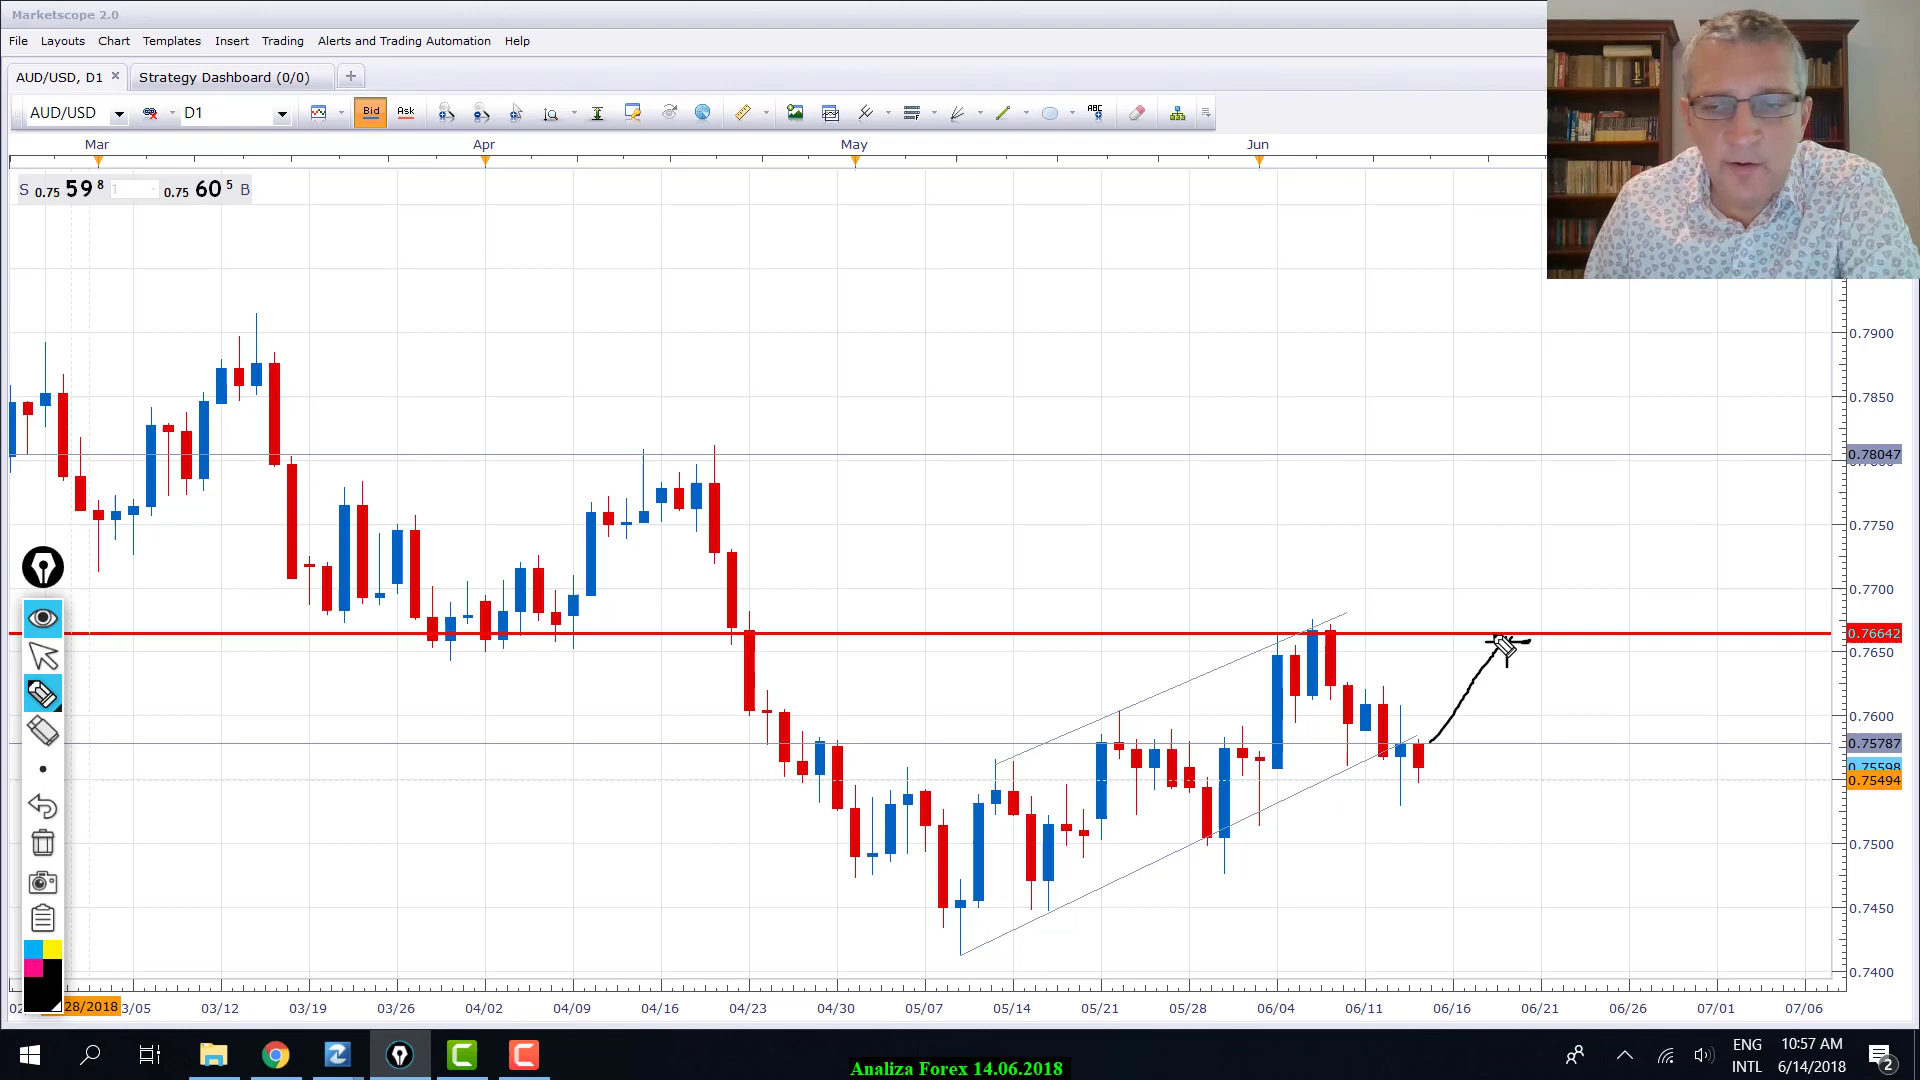 Marketscope 2.0
File Layouts Chart Templates Insert Trading Alerts and Trading Automation Help
AUD/USD, D1 Strategy Dashboard (0/0)
AUD/USD D1 Bid Ask ABC
Mar Apr May Jun
S 0.75 59 8 1 0.75 60 5 B
0.7900
0.7850
0.78047
0.7750
0.7700
0.76642
0.7650
0.7600
0.75787
0.75598
0.75494
0.7500
0.7450
0.7400
02 28/2018 3/05 03/12 03/19 03/26 04/02 04/09 04/16 04/23 04/30 05/07 05/14 05/21 05/28 06/04 06/11 06/16 06/21 06/26 07/01 07/06
ENG 10:57 AM
INTL 6/14/2018 2
Analiza Forex 14.06.2018